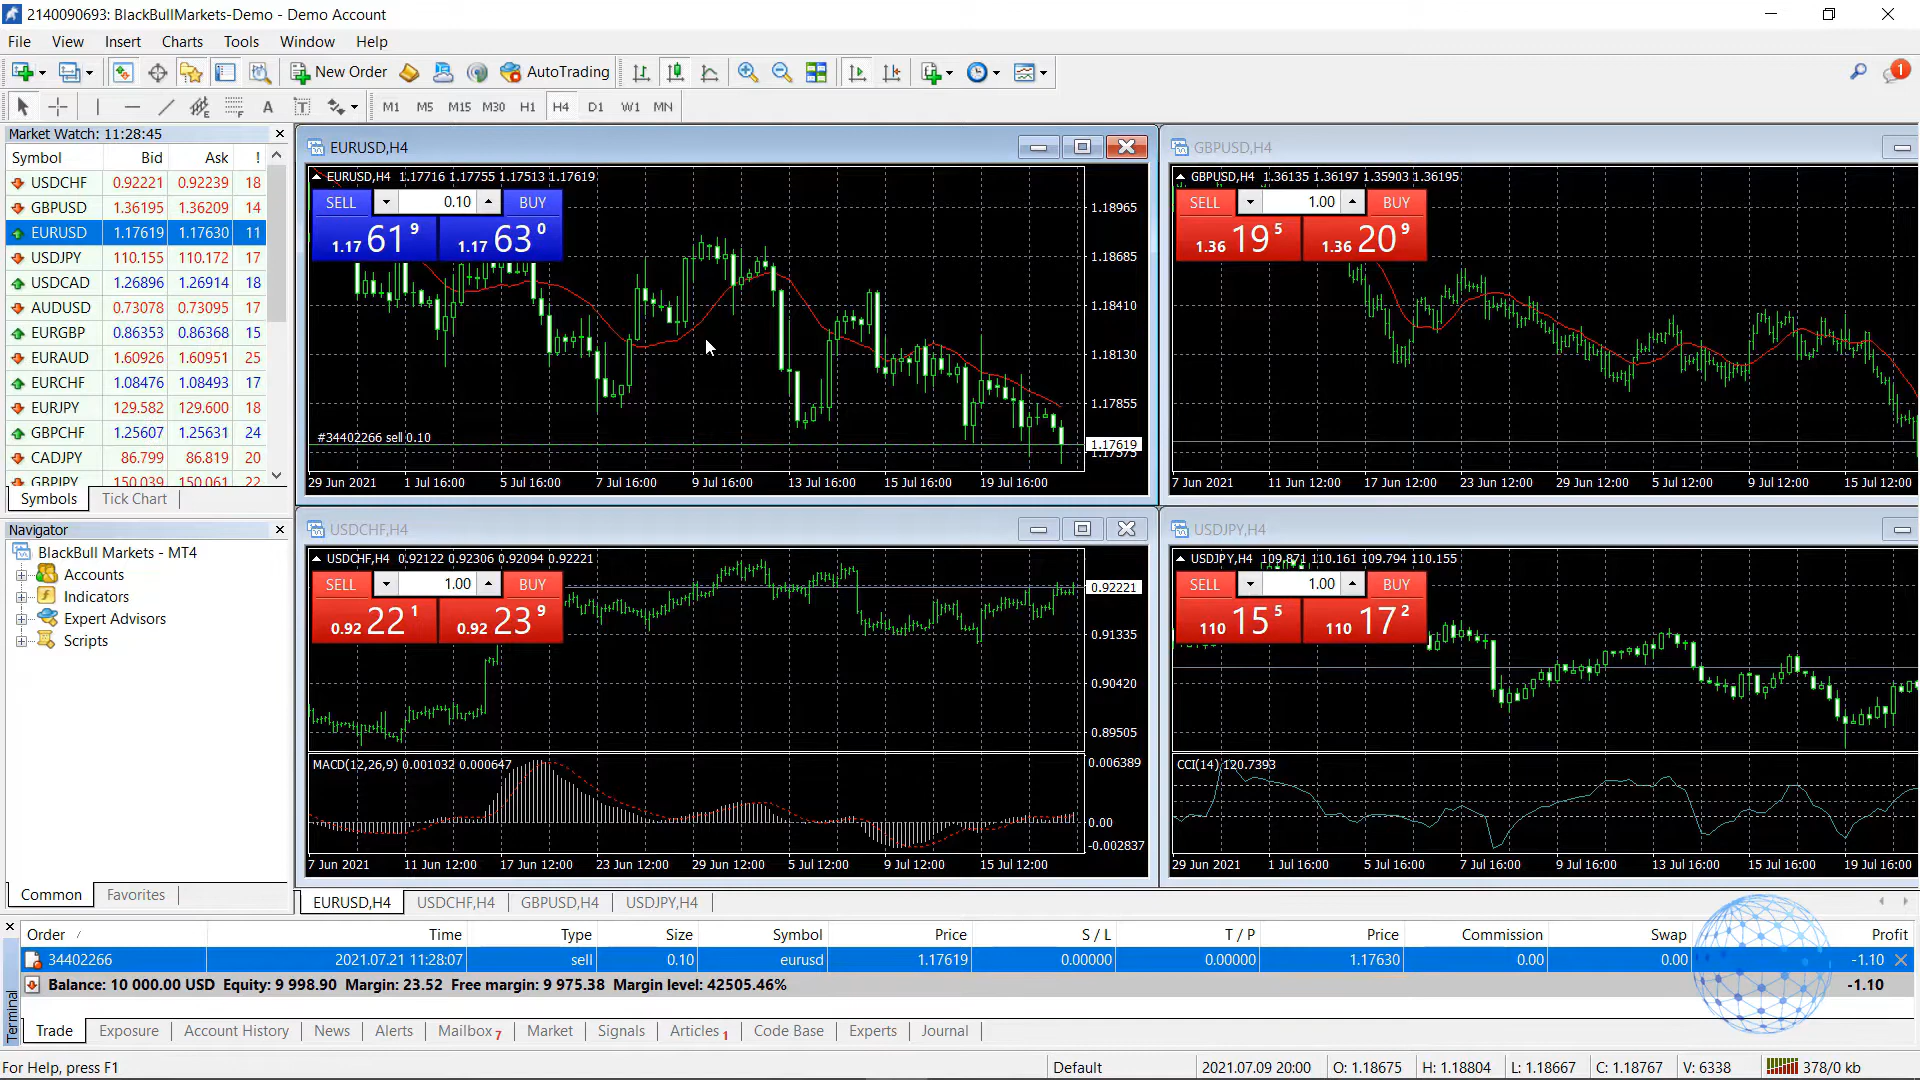 2140090693: BlackBullMarkets-Demo - Demo Account
File View Insert Charts Tools Window Help
New Order AutoTrading 1
A T M1 M5 M15 M30 H1 H4 D1 W1 MN
Market Watch: 11:28:45
Symbol Bid Ask !
USDCHF 0.92221 0.92239 18
GBPUSD 1.36195 1.36209 14
EURUSD 1.17619 1.17630 11
USDJPY 110.155 110.172 17
USDCAD 1.26896 1.26914 18
AUDUSD 0.73078 0.73095 17
EURGBP 0.86353 0.86368 15
EURAUD 1.60926 1.60951 25
EURCHF 1.08476 1.08493 17
EURJPY 129.582 129.600 18
GBPCHF 1.25607 1.25631 24
CADJPY 86.799 86.819 20
GBPJPY 150.039 150.061 22
Symbols Tick Chart
Navigator
BlackBull Markets - MT4
Accounts
Indicators
Expert Advisors
Scripts
Common Favorites
EURUSD,H4
EURUSD,H4 1.17716 1.17755 1.17513 1.17619
SELL 0.10 BUY
1.17 61 9 1.17 63 0
1.18965
1.18685
1.18410
1.18130
1.17855
#34402266 sell 0.10
1.17619
1.17575
29 Jun 2021 1 Jul 16:00 5 Jul 16:00 7 Jul 16:00 9 Jul 16:00 13 Jul 16:00 15 Jul 16:00 19 Jul 16:00
GBPUSD,H4
GBPUSD,H4 1.36135 1.36197 1.35903 1.36195
SELL 1.00 BUY
1.36 19 5 1.36 20 9
7 Jun 2021 11 Jun 12:00 17 Jun 12:00 23 Jun 12:00 29 Jun 12:00 5 Jul 12:00 9 Jul 12:00 15 Jul 12:00
USDCHF,H4
USDCHF,H4 0.92122 0.92306 0.92094 0.92221
SELL 1.00 BUY
0.92 22 1 0.92 23 9
0.92221
0.91335
0.90420
0.89505
MACD(12,26,9) 0.001032 0.000647
0.006389
0.00
-0.002837
7 Jun 2021 11 Jun 12:00 17 Jun 12:00 23 Jun 12:00 29 Jun 12:00 5 Jul 12:00 9 Jul 12:00 15 Jul 12:00
USDJPY,H4
USDJPY,H4 109.871 110.161 109.794 110.155
SELL 1.00 BUY
110 15 5 110 17 2
CCI(14) 120.7393
29 Jun 2021 1 Jul 16:00 5 Jul 16:00 7 Jul 16:00 9 Jul 16:00 13 Jul 16:00 15 Jul 16:00 19 Jul 16:00
EURUSD,H4 USDCHF,H4 GBPUSD,H4 USDJPY,H4
Order / Time Type Size Symbol Price S / L T / P Price Commission Swap Profit
34402266 2021.07.21 11:28:07 sell 0.10 eurusd 1.17619 0.00000 0.00000 1.17630 0.00 0.00 -1.10
Balance: 10 000.00 USD Equity: 9 998.90 Margin: 23.52 Free margin: 9 975.38 Margin level: 42505.46% -1.10
Terminal
Trade Exposure Account History News Alerts Mailbox 7 Market Signals Articles 1 Code Base Experts Journal
For Help, press F1 Default 2021.07.09 20:00 O: 1.18675 H: 1.18804 L: 1.18667 C: 1.18767 V: 6338 378/0 kb